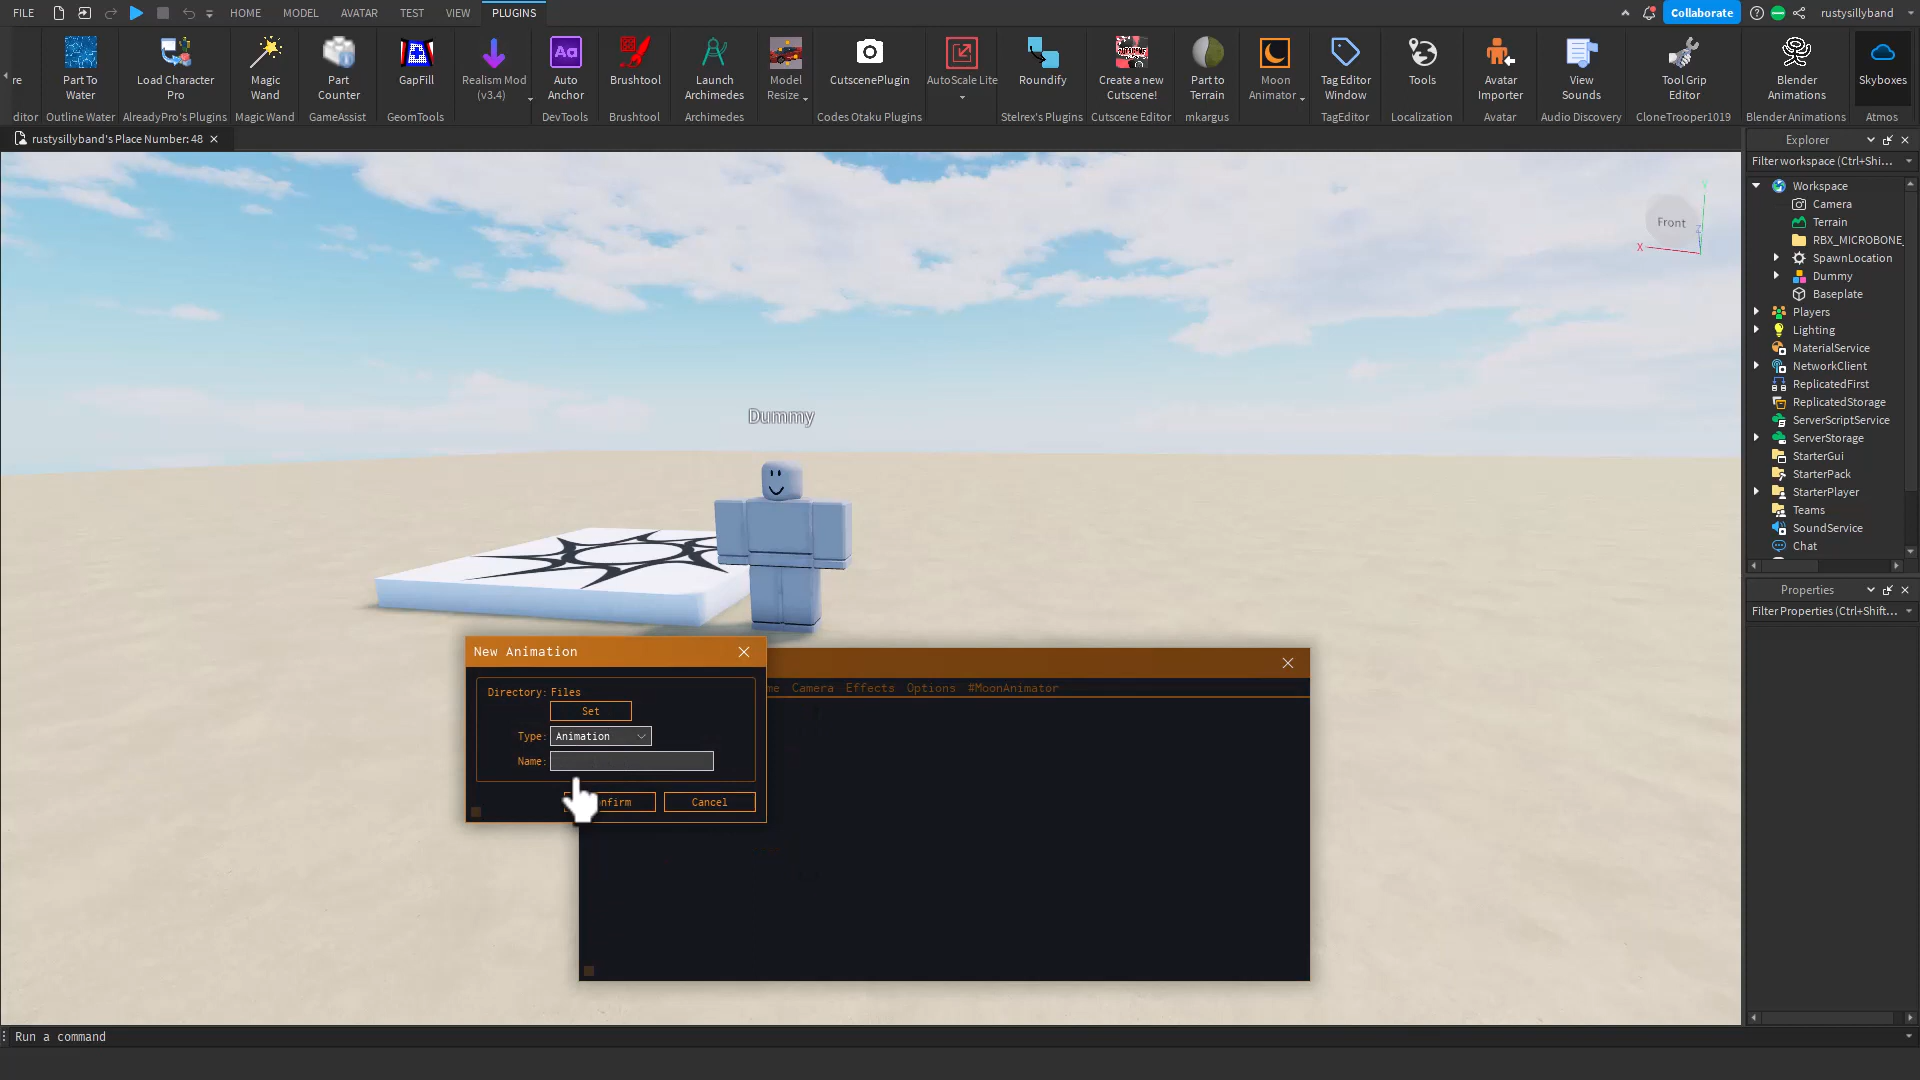 FILE HOME MODEL AVATAR TEST VIEW PLUGINS Collaborate rustysillyband
re Part To Water Load Character Pro Magic Wand Part Counter GapFill Realism Mod (v3.4) Auto Anchor Brushtool Launch Archimedes Model Resize CutscenePlugin AutoScale Lite Roundify Create a new Cutscene! Part to Terrain Moon Animator Tag Editor Window Tools Avatar Importer View Sounds Tool Grip Editor Blender Animations Skyboxes
ditor Outline Water AlreadyPro's Plugins Magic Wand GameAssist GeomTools DevTools Brushtool Archimedes Codes Otaku Plugins Stelrex's Plugins Cutscene Editor mkargus TagEditor Localization Avatar Audio Discovery CloneTrooper1019 Blender Animations Atmos
rustysillyband's Place Number: 48
Explorer
Filter workspace (Ctrl+Shi...
Workspace
Camera
Terrain
RBX_MICROBONE_
SpawnLocation
Dummy
Baseplate
Players
Lighting
MaterialService
NetworkClient
ReplicatedFirst
ReplicatedStorage
ServerScriptService
ServerStorage
StarterGui
StarterPack
StarterPlayer
Teams
SoundService
Chat
Properties
Filter Properties (Ctrl+Shift...
Front
X
Y
Z
Dummy
New Animation
Directory: Files
Set
Type: Animation
Name:
nfirm Cancel
me Camera Effects Options #MoonAnimator
Run a command